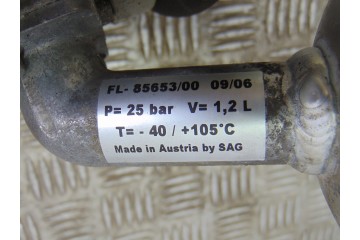 FL- 85653/00 09/06
P= 25 bar V= 1,2 L
T= - 40 / +105°C
Made in Austria by SAG